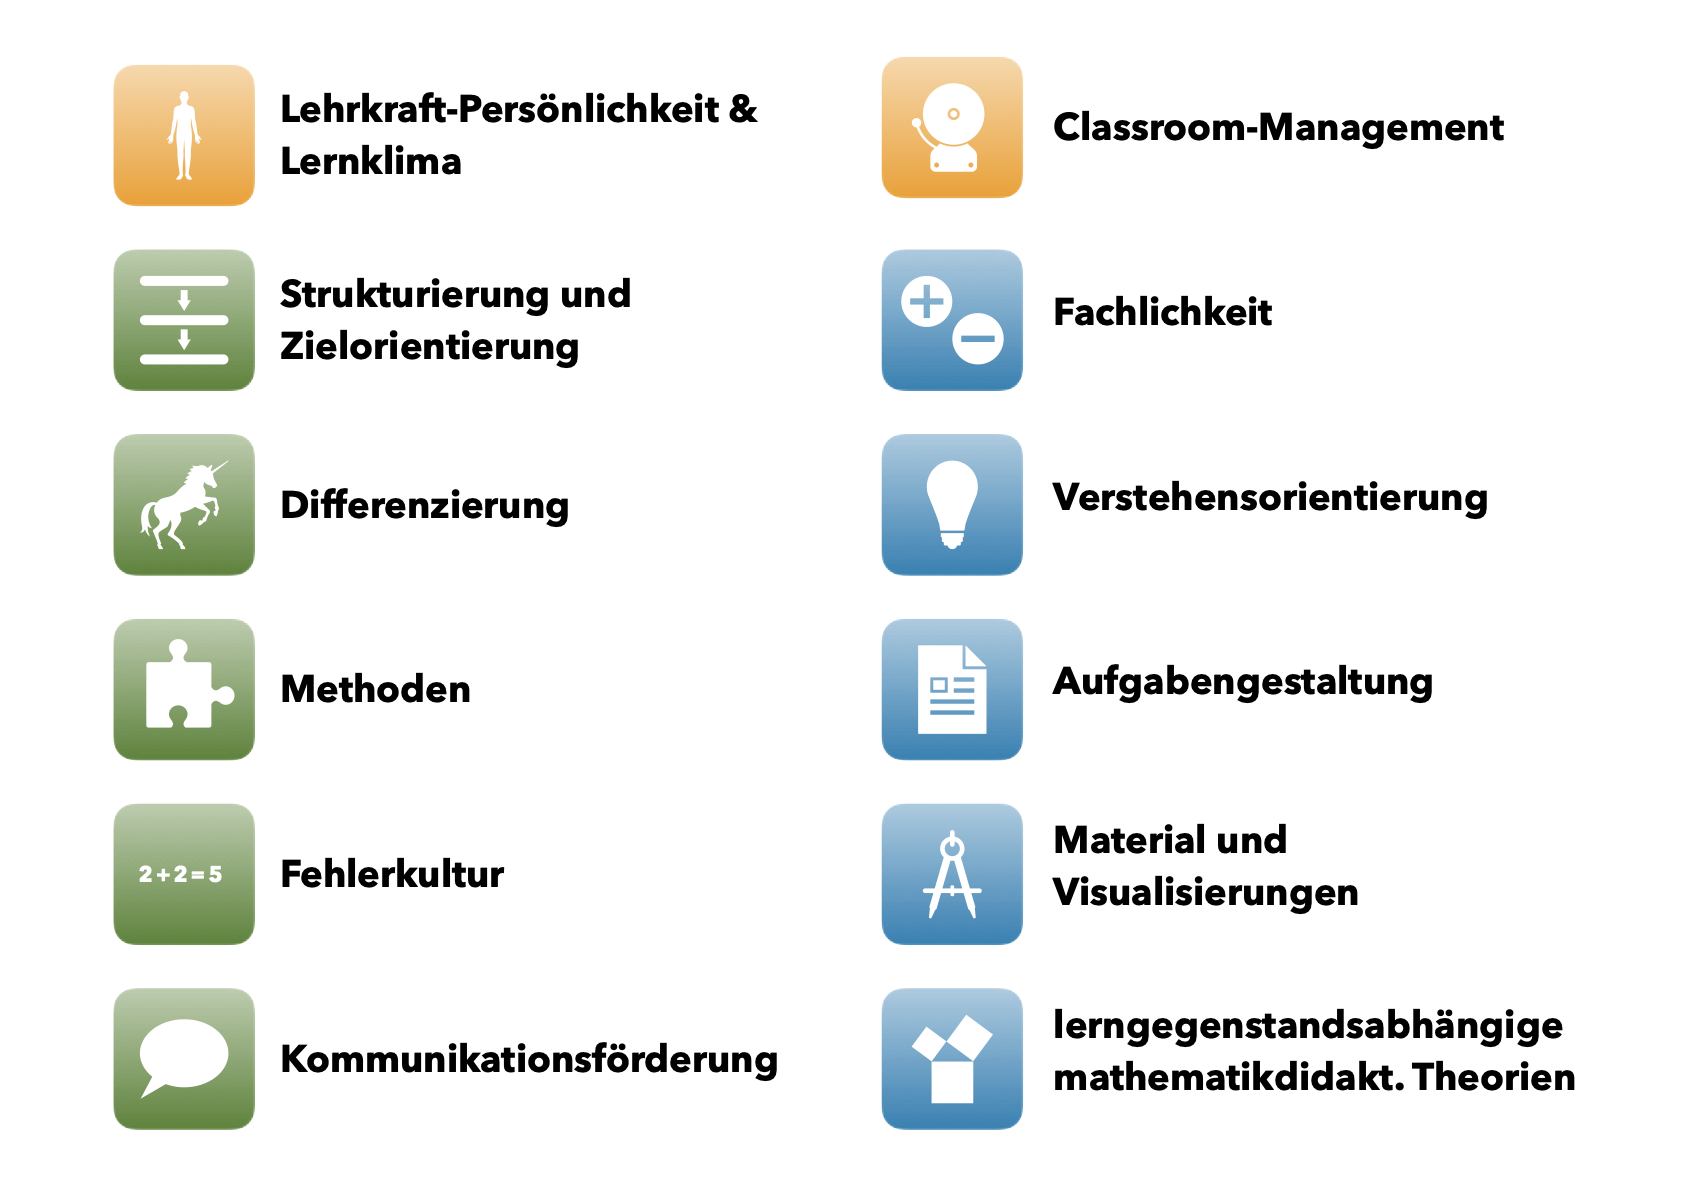 Lehrkraft-Persönlichkeit &
Lernklima
Classroom-Management
Strukturierung und
Zielorientierung
Fachlichkeit
Differenzierung
Verstehensorientierung
Methoden
Aufgabengestaltung
2+2=5
Fehlerkultur
Material und
Visualisierungen
Kommunikationsförderung
lerngegenstandsabhängige
mathematikdidakt. Theorien